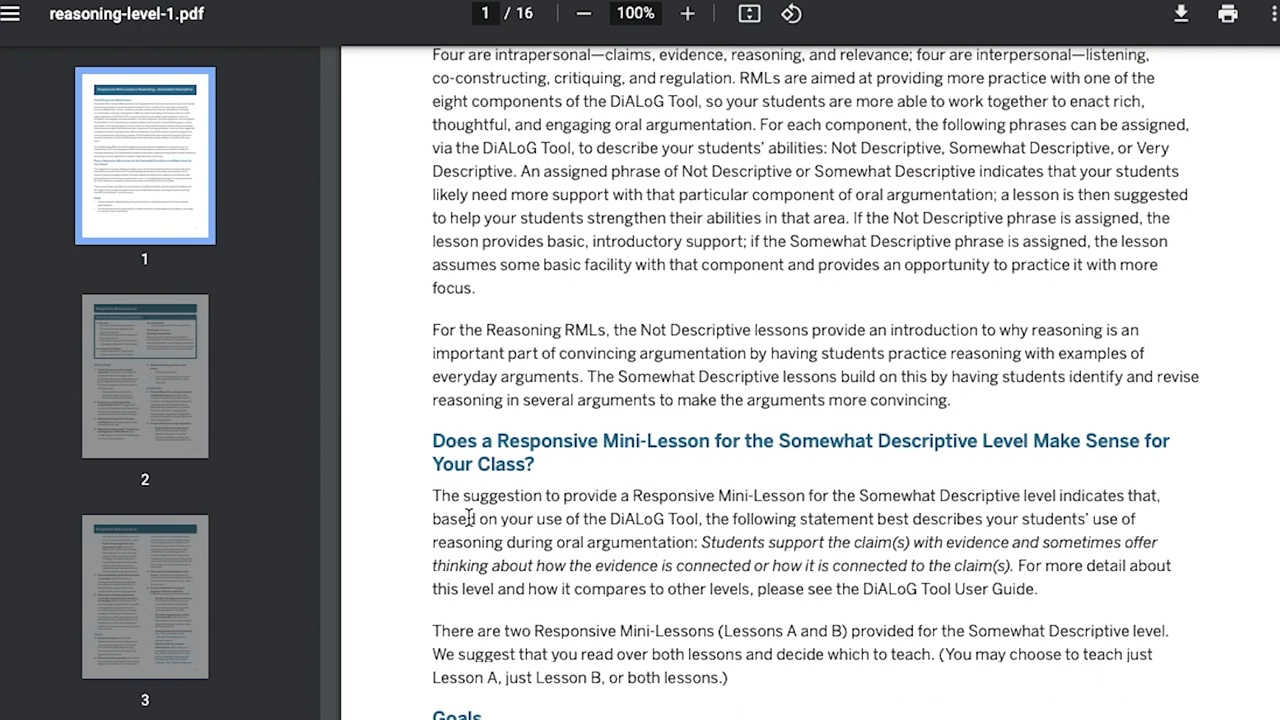 reasoning-level-1.pdf
1 / 16
100%
Four are intrapersonal—claims, evidence, reasoning, and relevance; four are interpersonal—listening,
co-constructing, critiquing, and regulation. RMLs are aimed at providing more practice with one of the
eight components of the DiALoG Tool, so your students are better able to work together to enact rich,
thoughtful, and meaningful argumentation. For each component, the following phrases can be assigned,
via the DiALoG Tool, to describe your students’ abilities: Not Descriptive, Somewhat Descriptive, or Very
Descriptive. Since use of Not Descriptive or Somewhat Descriptive indicates that your students
likely need more support with that particular component of argumentation, a lesson is then suggested
to help your students strengthen their abilities in that area. If the Not Descriptive phrase is assigned, the
lesson provides basic, introductory support; if the Somewhat Descriptive phrase is assigned, the lesson
assumes some basic facility with that component and provides an opportunity to practice it with more
focus.
For the Reasoning RMLs, the Not Descriptive lesson provides an introduction to why reasoning is an
important part of convincing argumentation by having students practice reasoning with examples of
everyday arguments. The Somewhat Descriptive lessons build on this by having students identify and revise
reasoning in science arguments to make the arguments more convincing.
Does a Responsive Mini-Lesson for the Somewhat Descriptive Level Make Sense for
Your Class?
The suggestion to provide a Responsive Mini-Lesson for the Somewhat Descriptive level indicates that,
based on your use of the DiALoG Tool, the following statement best describes your students’ use of
reasoning during argumentation: Students support claim(s) with evidence and sometimes offer
thinking about how the evidence is connected or how it is connected to the claim(s). For more detail about
this level and how it compares to other levels, please refer to the DiALoG Tool User Guide.
There are two Responsive Mini-Lessons (Lesson A and B) provided for the Somewhat Descriptive level.
We suggest that you read over both lessons and decide which to teach. (You may choose to teach just
Lesson A, just Lesson B, or both lessons.)
Goals
1
2
3